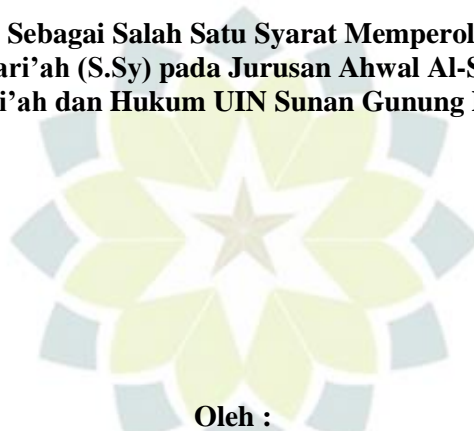 Sebagai Salah Satu Syarat Memperol
ari’ah (S.Sy) pada Jurusan Ahwal Al-S
i’ah dan Hukum UIN Sunan Gunung
Oleh :